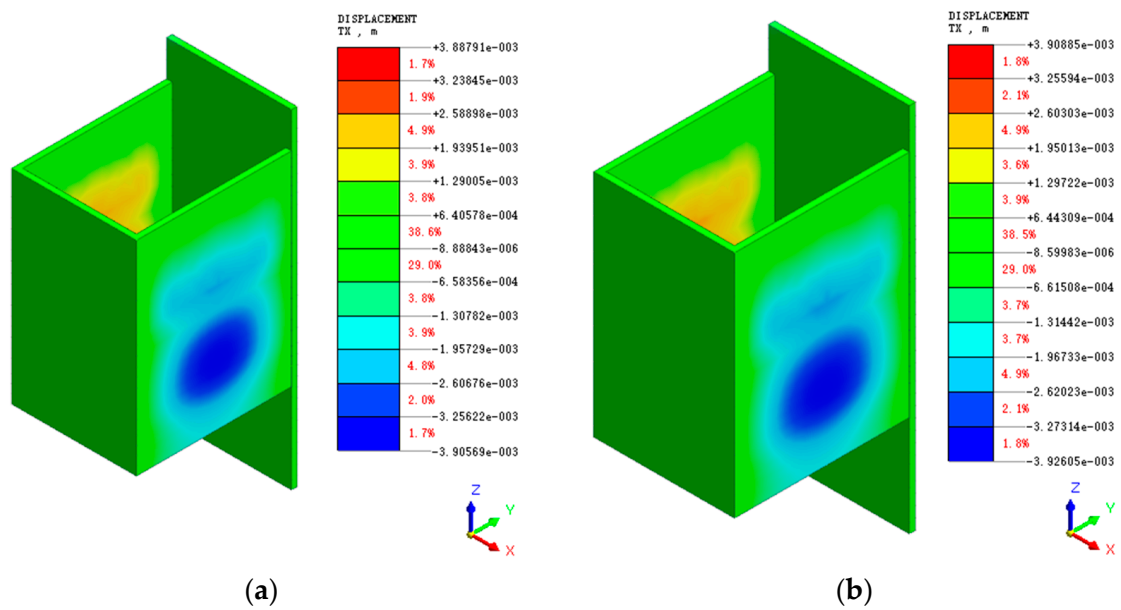 DISPLACEMENT
TX , m
+3.88791e-003
1.7%
+3.23845e-003
1.9%
+2.58898e-003
4.9%
+1.93951e-003
3.9%
+1.29005e-003
3.8%
+6.40578e-004
38.6%
-8.88843e-006
29.0%
-6.58356e-004
3.8%
-1.30782e-003
3.9%
-1.95729e-003
4.8%
-2.60676e-003
2.0%
-3.25622e-003
1.7%
-3.90569e-003
Z
Y
X
(a)
DISPLACEMENT
TX , m
+3.90885e-003
1.8%
+3.25594e-003
2.1%
+2.60303e-003
4.9%
+1.95013e-003
3.6%
+1.29722e-003
3.9%
+6.44309e-004
38.5%
-8.59983e-006
29.0%
-6.61508e-004
3.7%
-1.31442e-003
3.7%
-1.96733e-003
4.9%
-2.62023e-003
2.1%
-3.27314e-003
1.8%
-3.92605e-003
Z
Y
X
(b)